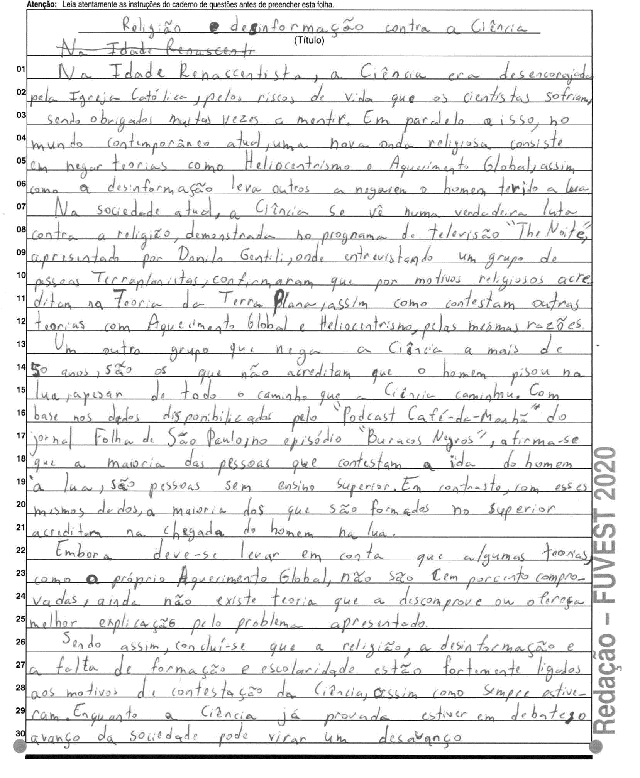 Atenção: Leia atentamente as instruções do caderno de questões antes de preencher esta folha.
Religião e desinformação contra a Ciência
(Título)
Na Idade Renascent
01 Na Idade Renascentista, a Ciência era desencorajada
02 pela Igreja Católica, pelos riscos de vida que os cientistas sofriam,
03 sendo obrigados muitas vezes a mentir. Em paralelo a isso, no
04 mundo contemporâneo atual, uma nova onda religiosa consiste
05 em negar teorias como Heliocentrismo e Aquecimento Global, assim
06 como a desinformação leva outros a negarem o homem ter ido a lua
07 Na sociedade atual, a Ciência se vê numa verdadeira luta
08 contra a religião, demonstrada no programa de televisão "The Noite",
09 apresentado por Danilo Gentili, onde entrevistando um grupo de
10 pessoas Terraplanistas, confirmaram que por motivos religiosos acre
11 ditam na Teoria da Terra Plana, assim como contestam outras
12 teorias com Aquecimento Global e Heliocentrismo, pelas mesmas razões.
13 Um outro grupo que nega a Ciência a mais de
14 50 anos, são os que não acreditam que o homem pisou na
15 lua, apesar de todo o caminho que a Ciência caminhou. Com
16 base nos dados disponibilizados pelo "Podcast Café-da-Manhã" do
17 jornal Folha de São Paulo, no episódio "Buracos Negros", afirma-se
18 que a maioria das pessoas que contestam a ida do homem
19 à lua, são pessoas sem ensino superior. Em contraste, com esses
20 mesmos dados, a maioria dos que são formados no superior
21 acreditam na chegada do homem na lua.
22 Embora deve-se levar em conta que algumas teorias,
23 como o próprio Aquecimento Global, não são cem porcento compro-
24 vadas, ainda não existe teoria que a discomprove ou ofereça
25 melhor explicação pelo problema apresentado.
26 Sendo assim, conclui-se que a religião, a desinformação e
27 a falta de formação e escolaridade estão fortemente ligados
28 aos motivos de contestação da Ciência, assim como sempre estive-
29 ram. Enquanto a Ciência já provada estiver em debate, o
30 avanço da sociedade pode virar um desavanço
Redação – FUVEST 2020